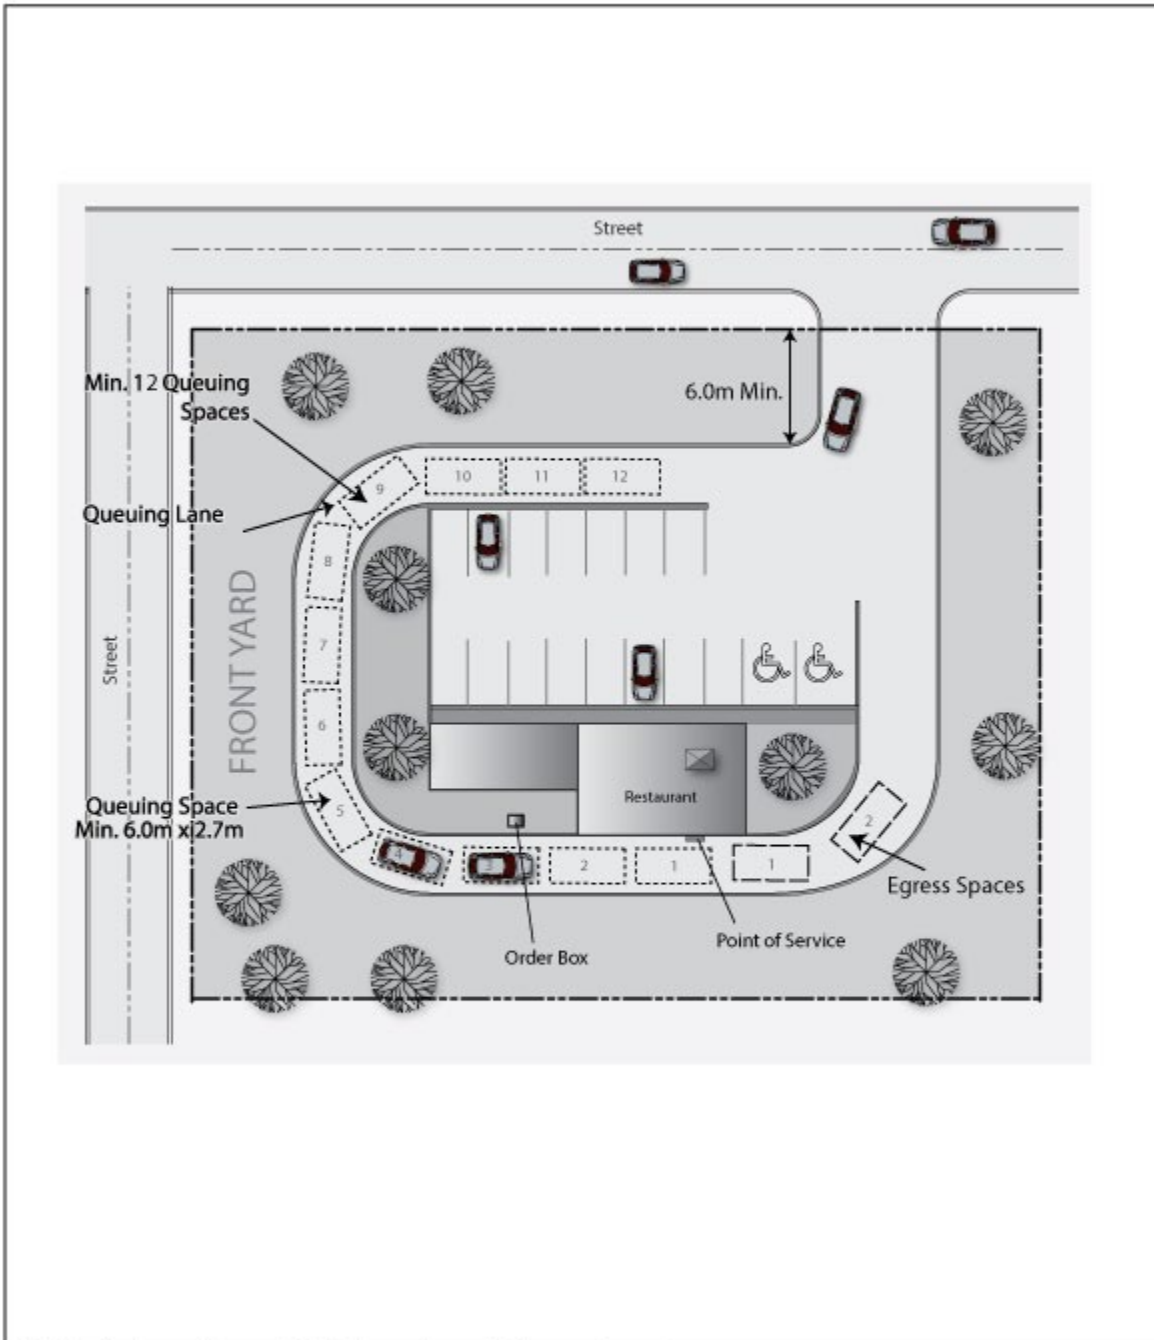 Street
Min. 12 Queuing
Spaces
6.0m Min.
9
10
11
12
Queuing Lane
8
FRONT YARD
Street
7
6
Queuing Space
Min. 6.0m x 2.7m
5
Restaurant
2
4
3
2
1
1
Egress Spaces
Point of Service
Order Box